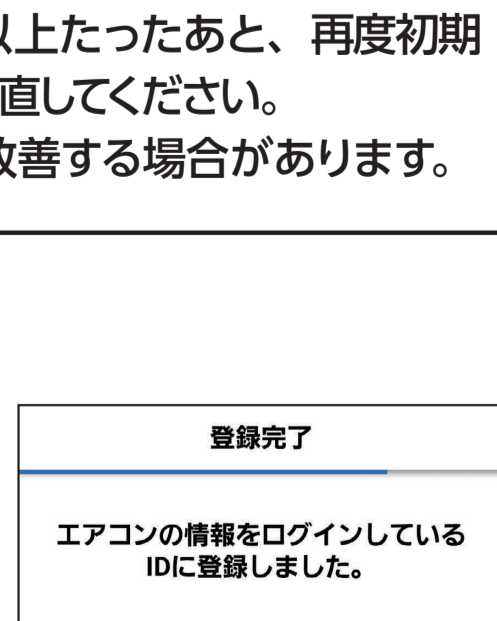 以上たったあと、再度初期
直してください。
改善する場合があります。
登録完了
エアコンの情報をログインしている
IDに登録しました。